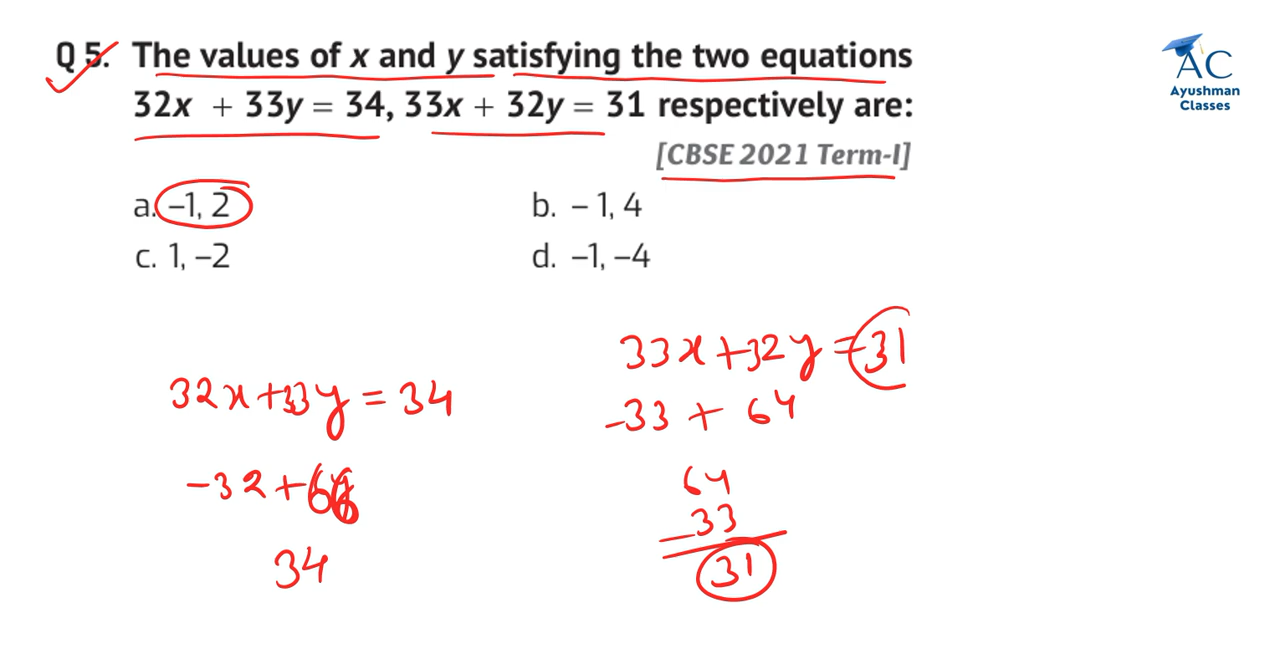 Q 5. The values of x and y satisfying the two equations
32x + 33y = 34, 33x + 32y = 31 respectively are:
[CBSE 2021 Term-I]
a. –1, 2
b. – 1, 4
c. 1, –2
d. –1, –4
AC
Ayushman
Classes
32x+33y = 34
-32+66
34
33x+32y = 31
-33 + 64
64
-33
31